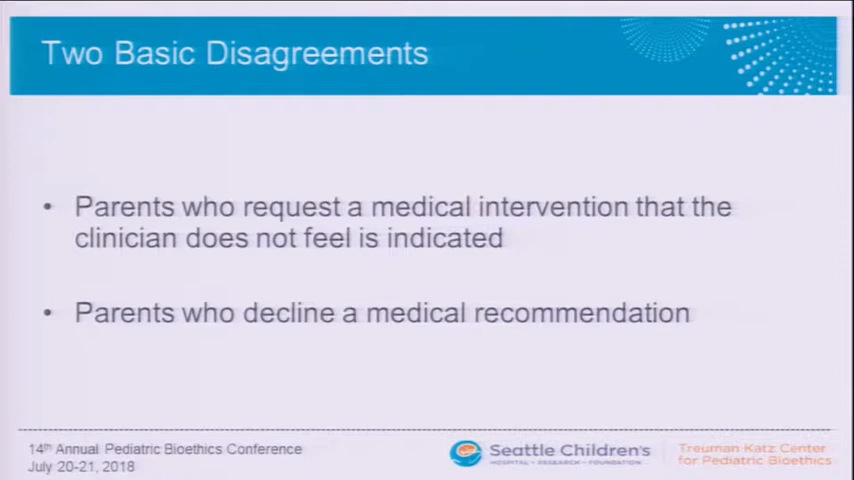 Two Basic Disagreements
• Parents who request a medical intervention that the
clinician does not feel is indicated
• Parents who decline a medical recommendation
14th Annual Pediatric Bioethics Conference
July 20-21, 2018
Seattle Children's
HOSPITAL • RESEARCH • FOUNDATION
Treuman Katz Center
for Pediatric Bioethics